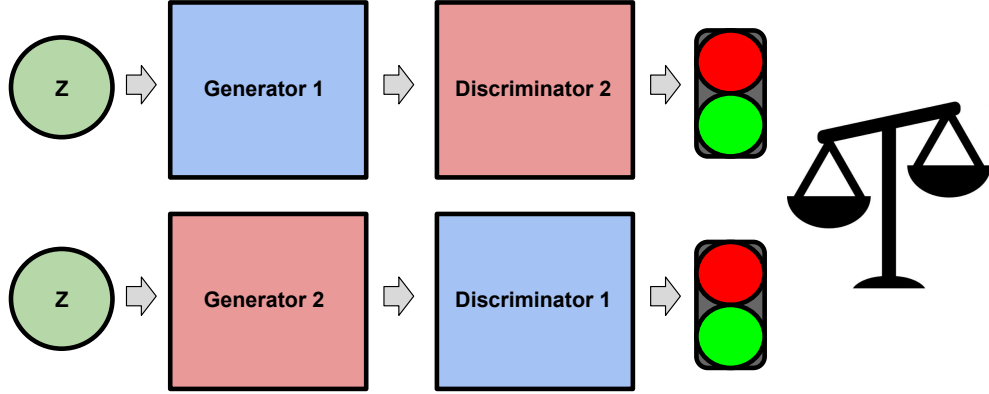 Z
Generator 1
Discriminator 2
Z
Generator 2
Discriminator 1